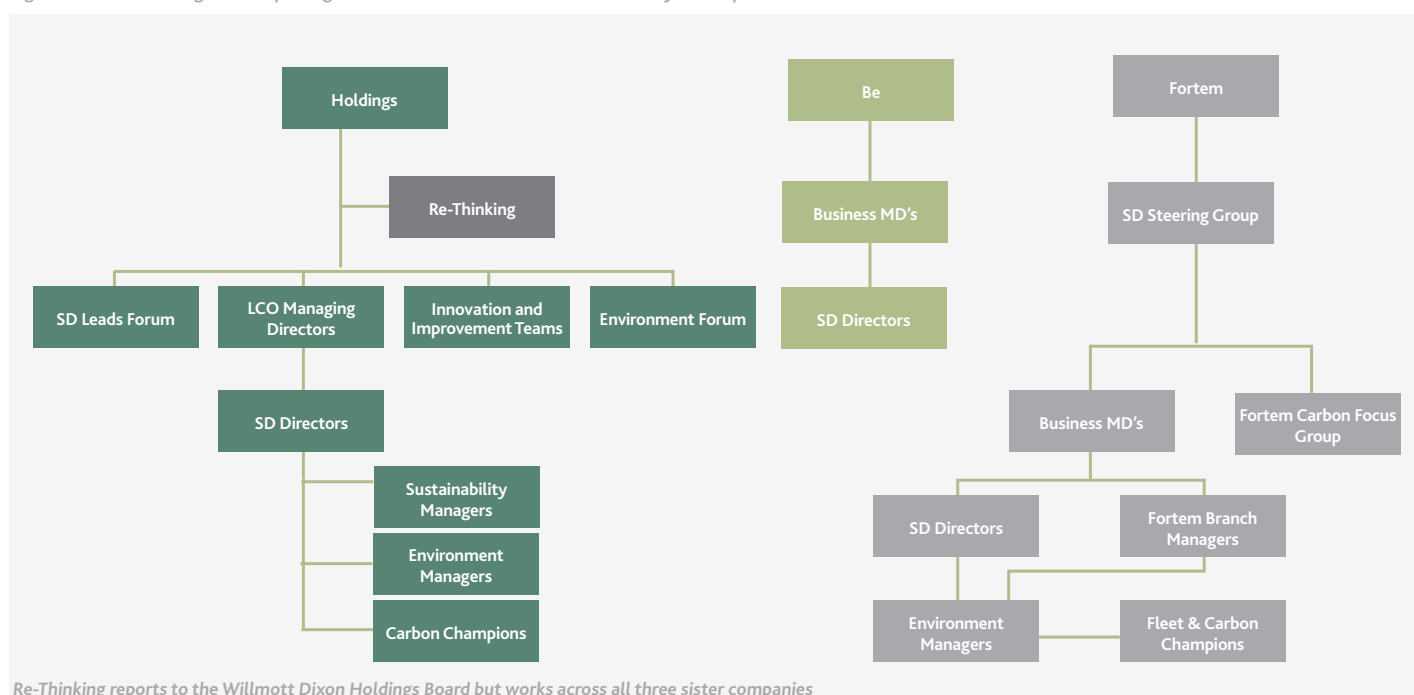 Holdings
Be
Fortem
Re-Thinking
Business MD's
SD Steering Group
SD Leads Forum
LCO Managing
Directors
Innovation and
Improvement Teams
Environment Forum
SD Directors
SD Directors
Business MD's
Fortem Carbon Focus
Group
Sustainability
Managers
Environment
Managers
Carbon Champions
SD Directors
Fortem Branch
Managers
Environment
Managers
Fleet & Carbon
Champions
Re-Thinking reports to the Willmott Dixon Holdings Board but works across all three sister companies